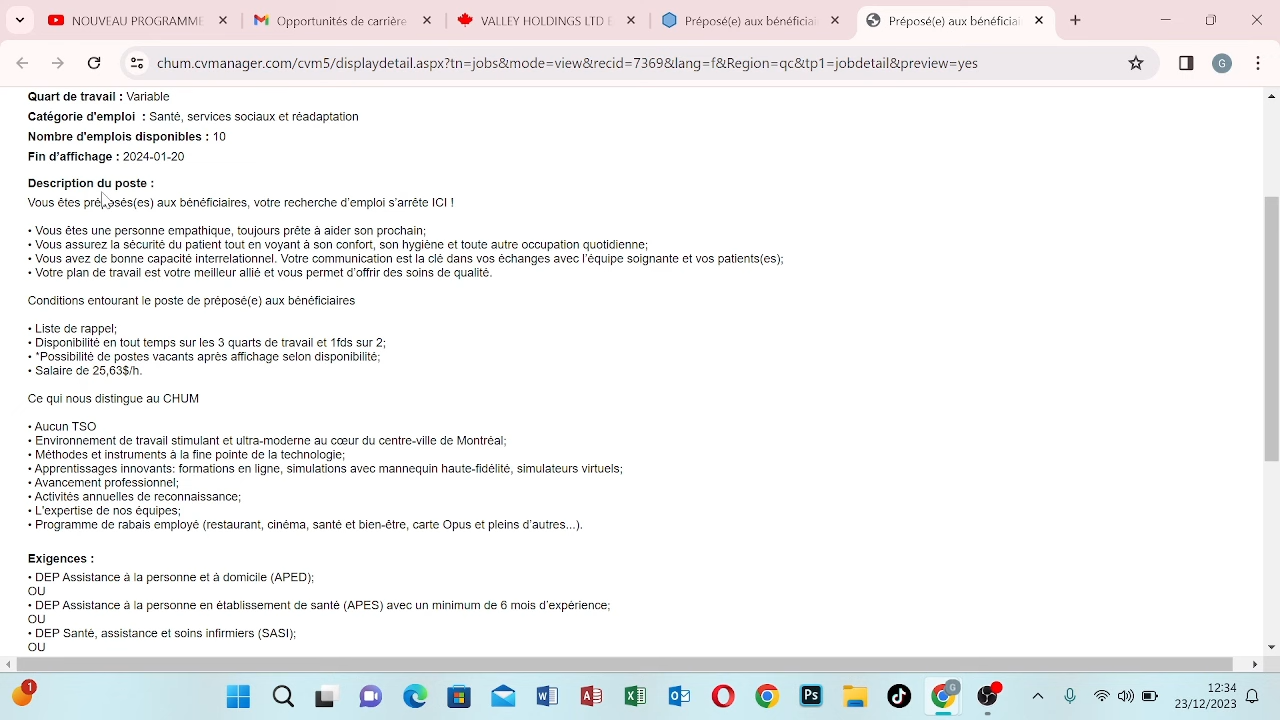 NOUVEAU PROGRAMME
Opportunités de carrière
VALLEY HOLDINGS LTD E
Préposé(e) aux bénéficiai
Préposé(e) aux bénéficiai
chum.cvmanager.com/cvm5/displaydetail.aspx?tn=jobs&mode=view&recid=7369&lang=f&Region=qc&tp1=jobdetail&preview=yes
G
Quart de travail : Variable
Catégorie d'emploi : Santé, services sociaux et réadaptation
Nombre d'emplois disponibles : 10
Fin d'affichage : 2024-01-20
Description du poste :
Vous êtes préposés(es) aux bénéficiaires, votre recherche d'emploi s'arrête ICI !
• Vous êtes une personne empathique, toujours prête à aider son prochain;
• Vous assurez la sécurité du patient tout en voyant à son confort, son hygiène et toute autre occupation quotidienne;
• Vous avez de bonne capacité interrelationnel. Votre communication est la clé dans vos échanges avec l'équipe soignante et vos patients(es);
• Votre plan de travail est votre meilleur allié et vous permet d'offrir des soins de qualité.
Conditions entourant le poste de préposé(e) aux bénéficiaires
• Liste de rappel;
• Disponibilité en tout temps sur les 3 quarts de travail et 1fds sur 2;
• *Possibilité de postes vacants après affichage selon disponibilité;
• Salaire de 25,63$/h.
Ce qui nous distingue au CHUM
• Aucun TSO
• Environnement de travail stimulant et ultra-moderne au cœur du centre-ville de Montréal;
• Méthodes et instruments à la fine pointe de la technologie;
• Apprentissages innovants: formations en ligne, simulations avec mannequin haute-fidélité, simulateurs virtuels;
• Avancement professionnel;
• Activités annuelles de reconnaissance;
• L'expertise de nos équipes;
• Programme de rabais employé (restaurant, cinéma, santé et bien-être, carte Opus et pleins d'autres...).
Exigences :
• DEP Assistance à la personne et à domicile (APED);
OU
• DEP Assistance à la personne en établissement de santé (APES) avec un minimum de 6 mois d'expérience;
OU
• DEP Santé, assistance et soins infirmiers (SASI);
OU
1
Ps
G
12:34
23/12/2023